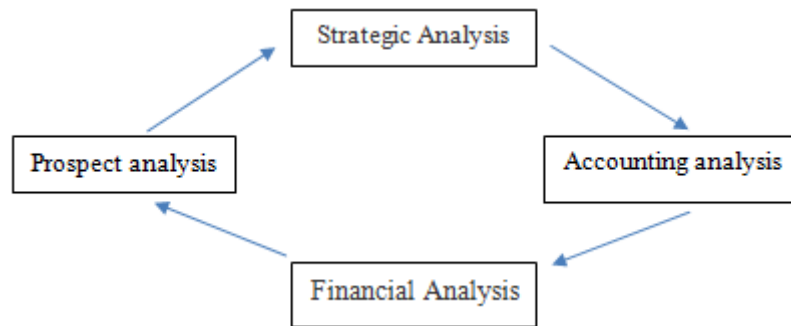 Strategic Analysis
Prospect analysis
Accounting analysis
Financial Analysis